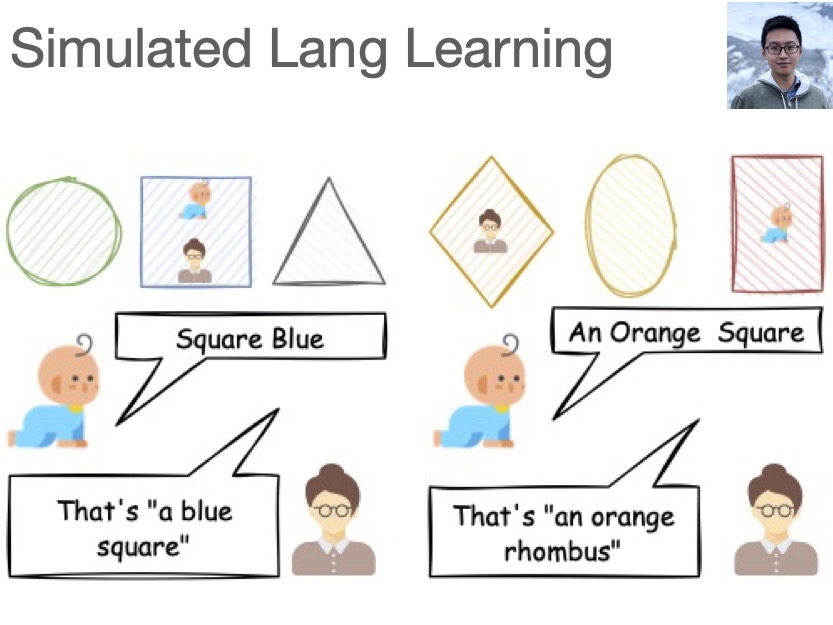 Simulated Lang Learning
Square Blue
That's "a blue
square"
An Orange Square
That's "an orange
rhombus"